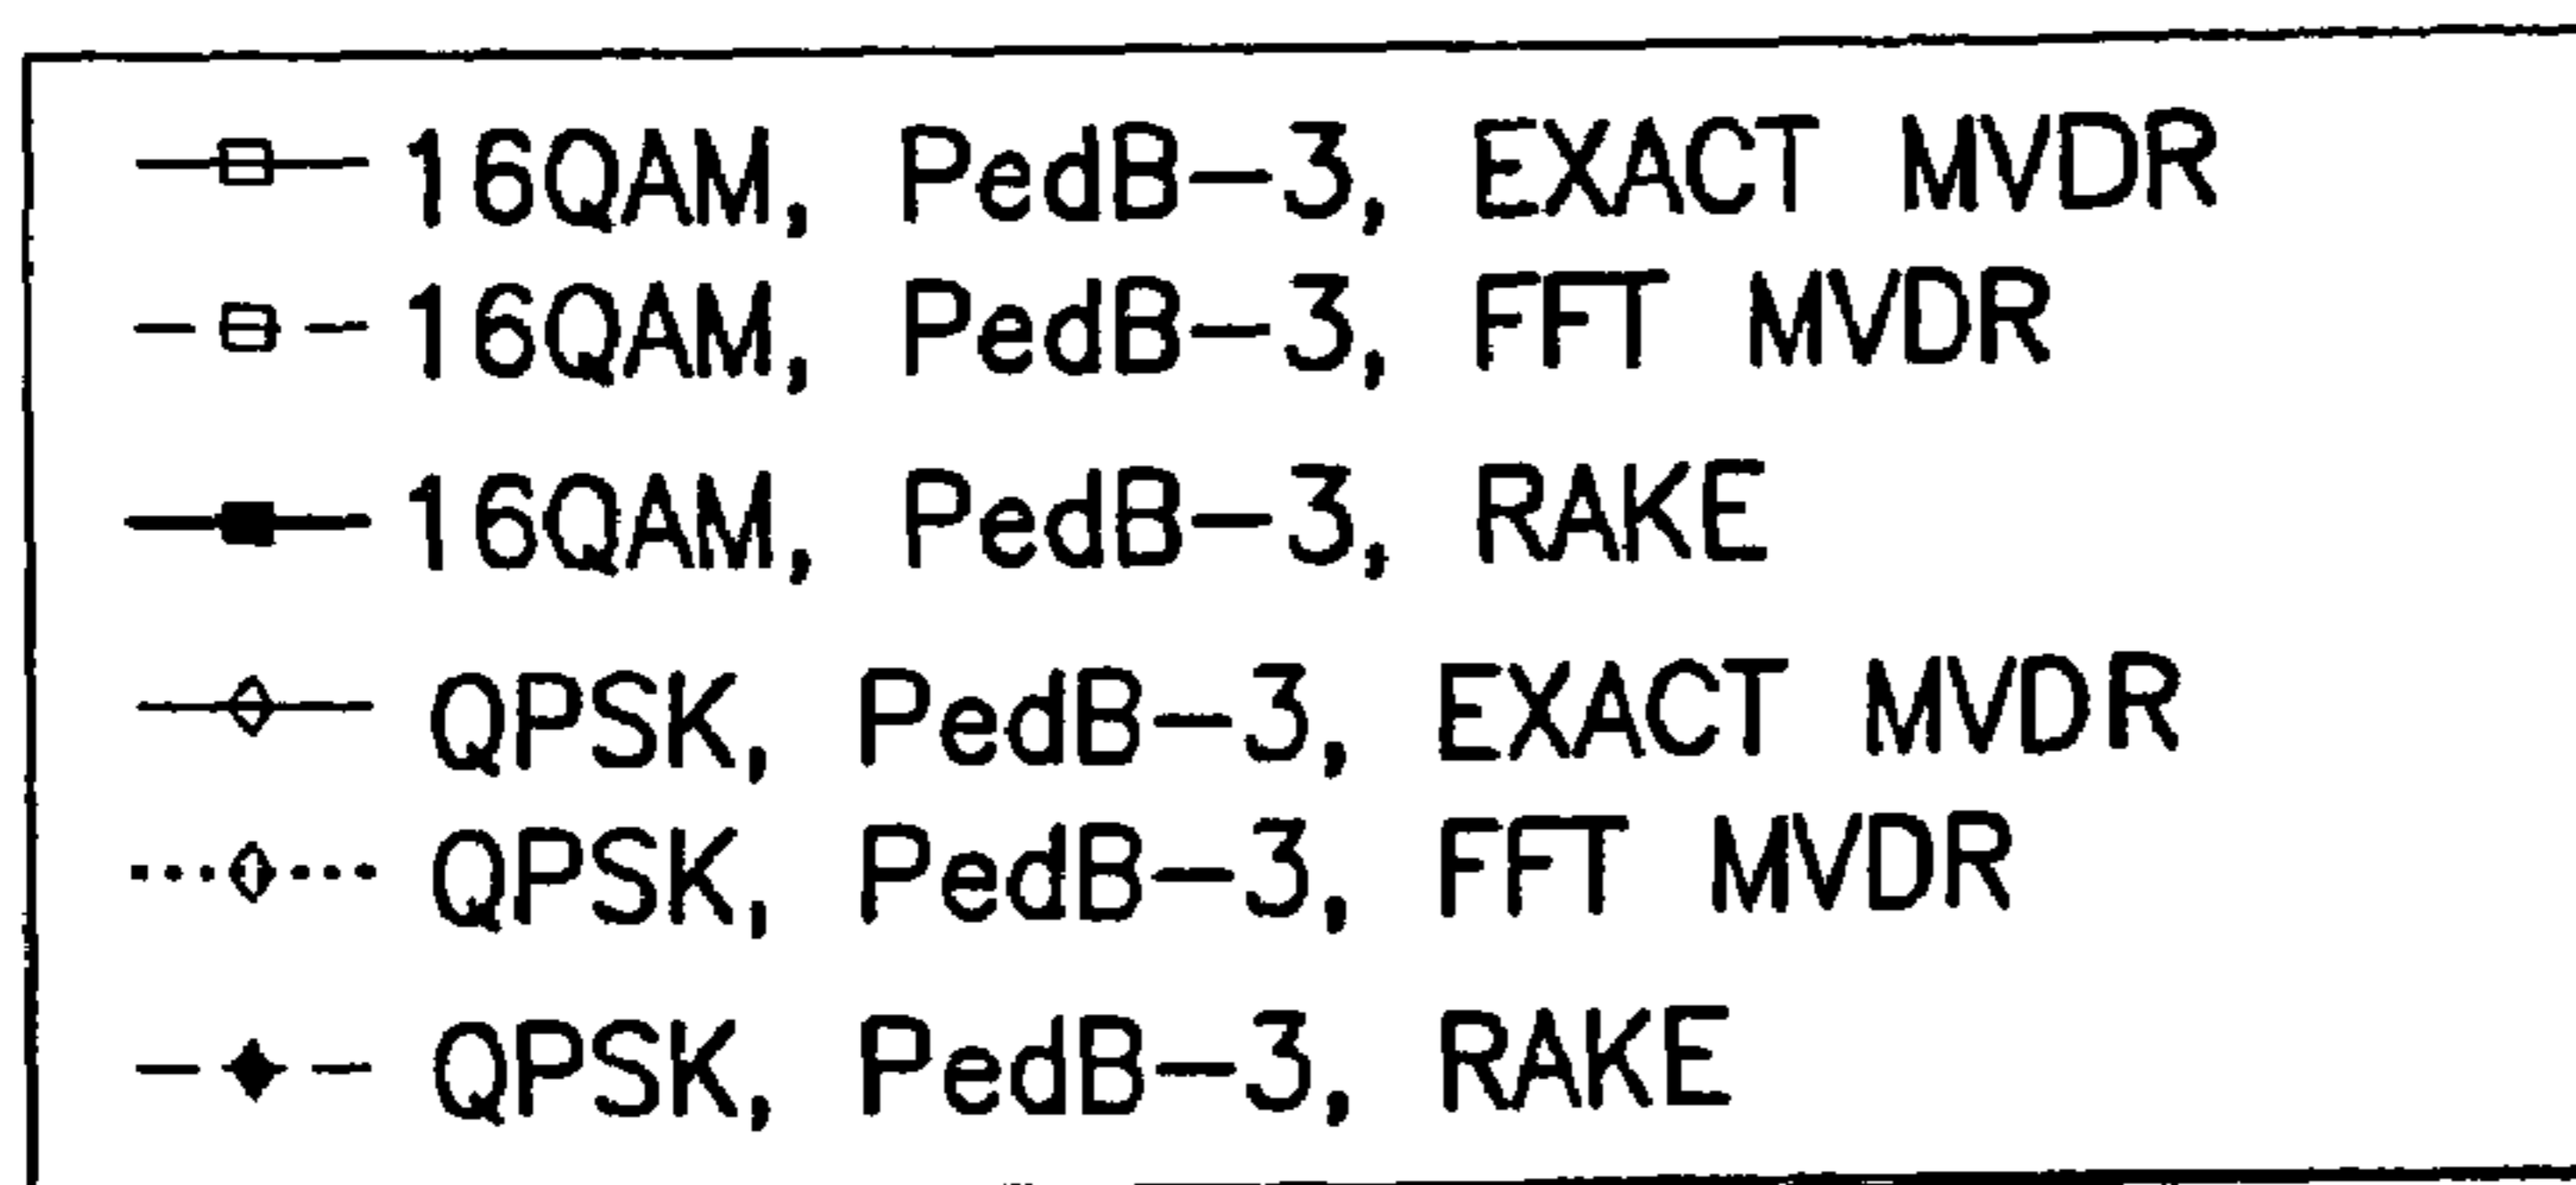 16QAM, PedB-3, EXACT MVDR
16QAM, PedB-3, FFT MVDR
16QAM, PedB-3, RAKE
QPSK, PedB-3, EXACT MVDR
QPSK, PedB-3, FFT MVDR
QPSK, PedB-3, RAKE